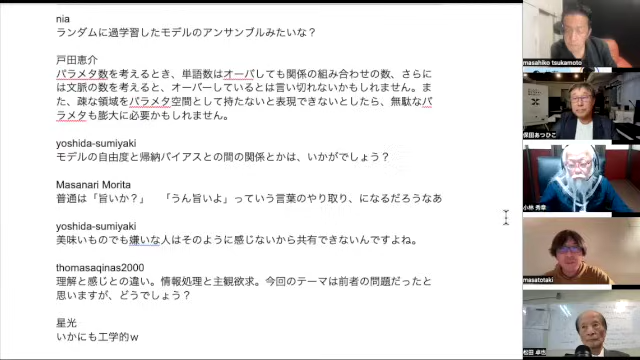 nia
ランダムに過学習したモデルのアンサンブルみたいな？
戸田恵介
パラメタ数を考えるとき、単語数はオーバしても関係の組み合わせの数、さらに
は文脈の数を考えると、オーバーしているとは言い切れないかもしれません。ま
た、疎な領域をパラメタ空間として持たないと表現できないとしたら、無駄なパ
ラメタも膨大に必要かもしれません。
yoshida-sumiyaki
モデルの自由度と帰納バイアスとの間の関係とかは、いかがでしょう？
Masanari Morita
普通は「旨いか？」　「うん旨いよ」っていう言葉のやり取り、になるだろうなあ
yoshida-sumiyaki
美味いものでも嫌いな人はそのように感じないから共有できないんですよね。
thomasaqinas2000
理解と感じとの違い。情報処理と主観欲求。今回のテーマは前者の問題だったと
思いますが、どうでしょう？
星光
いかにも工学的ｗ
masahiko tsukamoto
保田あつひこ
小林 秀章
masatotaki
松田 卓也